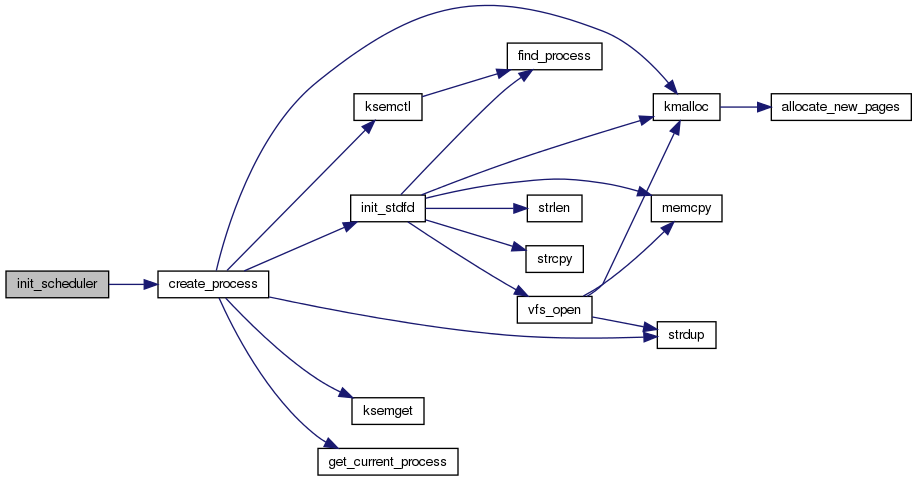 find_process
ksemctl
kmalloc
allocate_new_pages
init_stdfd
strlen
memcpy
strcpy
init_scheduler
create_process
vfs_open
strdup
ksemget
get_current_process